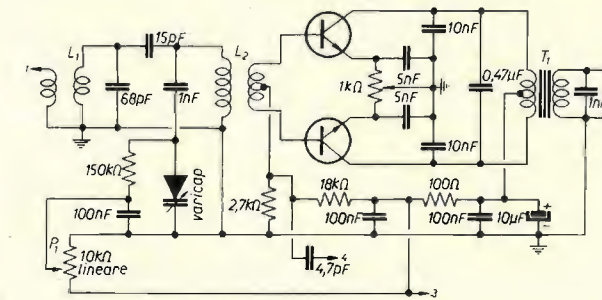 15pF
L₁
L₂
1
68pF
1nF
150kΩ
100nF
varicap
P₁
10kΩ
lineare
2,7kΩ
18kΩ
100nF
100Ω
100nF
10µF
+
−
4,7pF
4
3
1kΩ
5nF
5nF
10nF
10nF
0,47µF
T₁
1nF